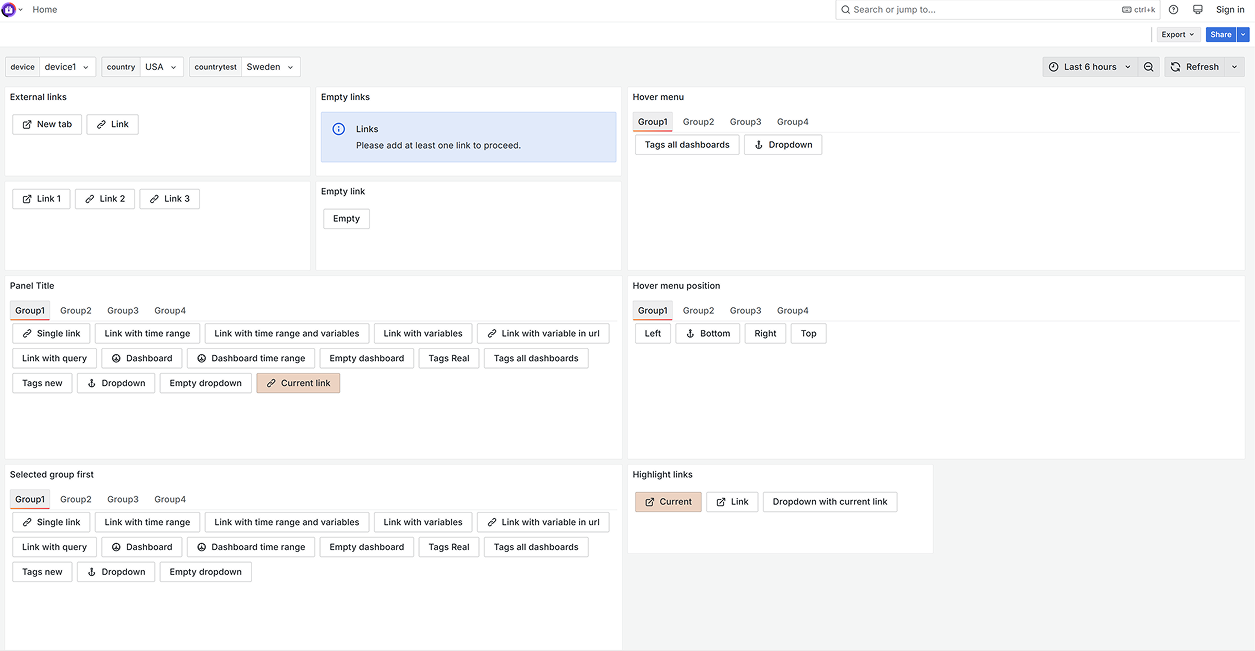 Home
Search or jump to...
ctrl+k
Sign in
Export
Share
device device1
country USA
countrytest Sweden
Last 6 hours
Refresh
External links
New tab Link
Empty links
Links
Please add at least one link to proceed.
Hover menu
Group1 Group2 Group3 Group4
Tags all dashboards Dropdown
Link 1 Link 2 Link 3
Empty link
Empty
Panel Title
Group1 Group2 Group3 Group4
Single link Link with time range Link with time range and variables Link with variables Link with variable in url
Link with query Dashboard Dashboard time range Empty dashboard Tags Real Tags all dashboards
Tags new Dropdown Empty dropdown Current link
Hover menu position
Group1 Group2 Group3 Group4
Left Bottom Right Top
Selected group first
Group1 Group2 Group3 Group4
Single link Link with time range Link with time range and variables Link with variables Link with variable in url
Link with query Dashboard Dashboard time range Empty dashboard Tags Real Tags all dashboards
Tags new Dropdown Empty dropdown
Highlight links
Current Link Dropdown with current link